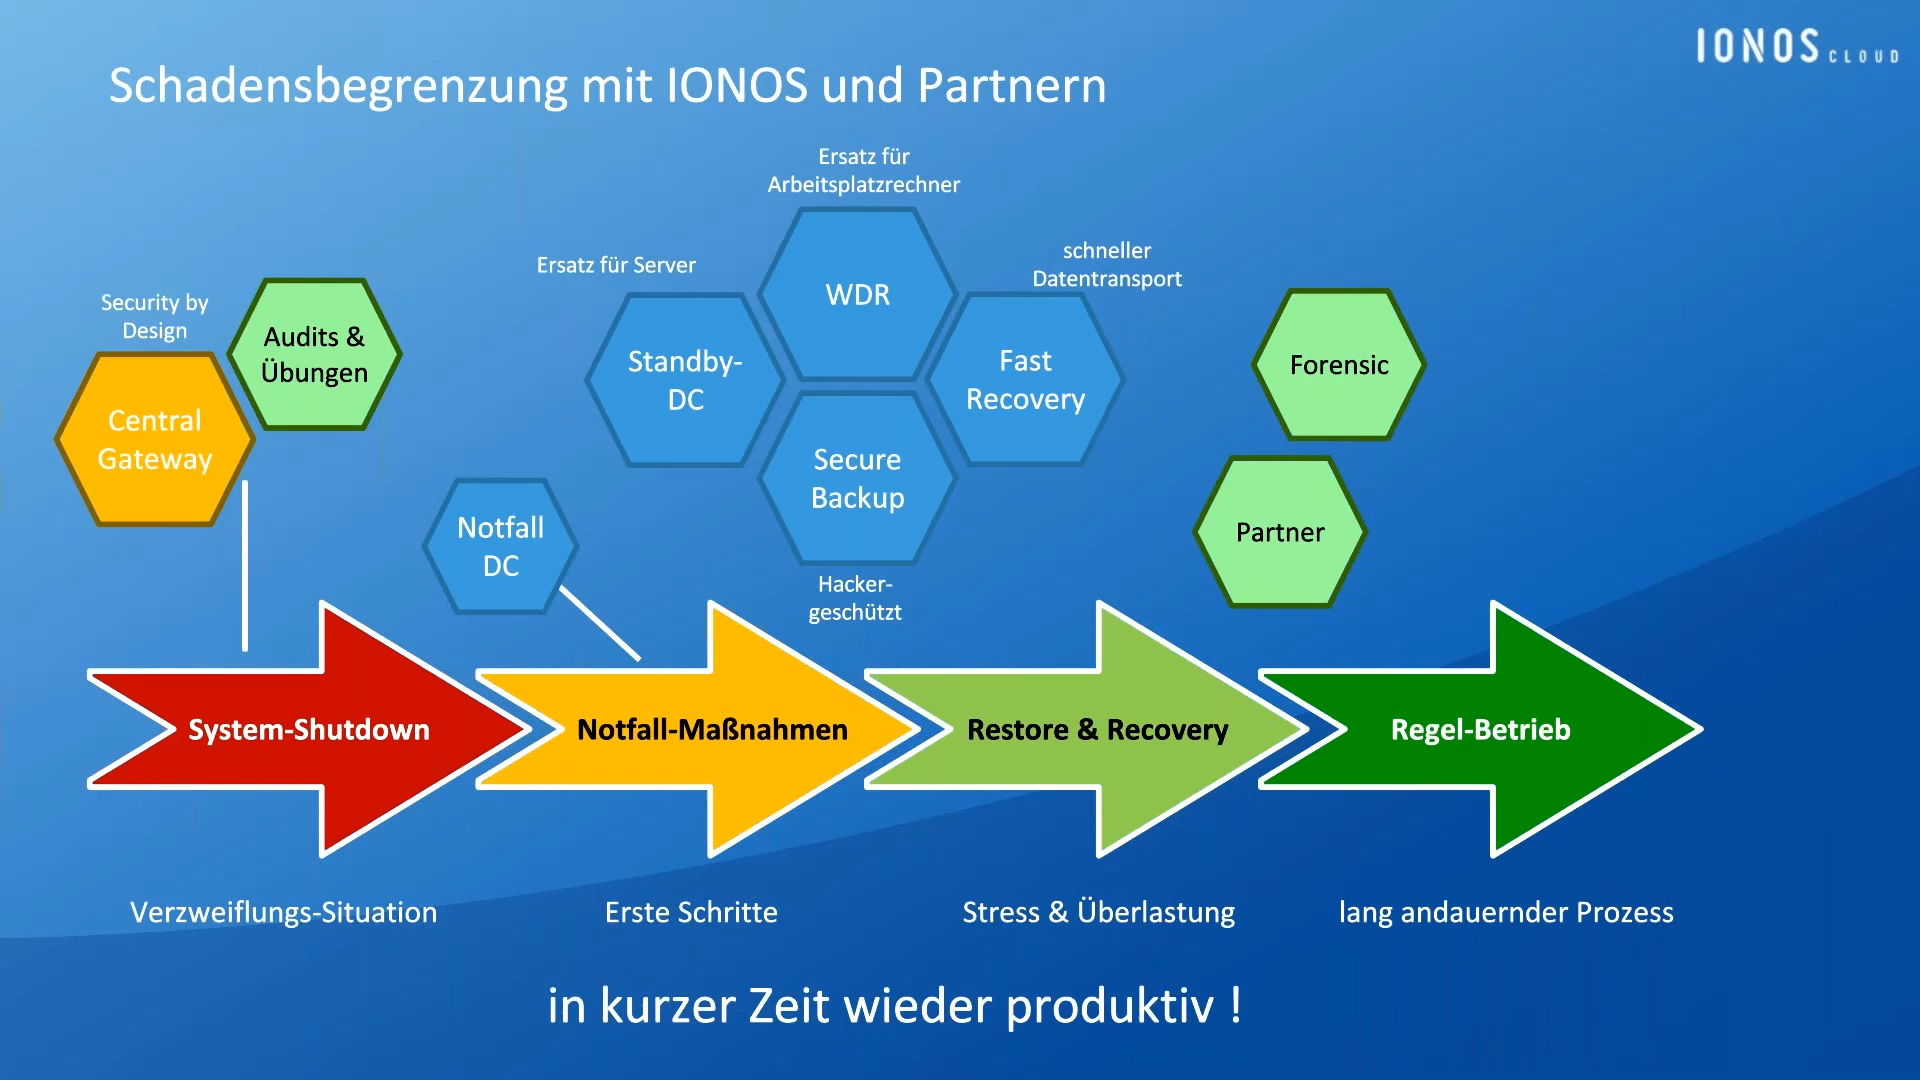 IONOS CLOUD
Schadensbegrenzung mit IONOS und Partnern
Ersatz für
Arbeitsplatzrechner
Ersatz für Server
schneller
Datentransport
Security by
Design
Audits &
Übungen
Central
Gateway
WDR
Standby-
DC
Fast
Recovery
Secure
Backup
Hacker-
geschützt
Notfall
DC
Forensic
Partner
System-Shutdown
Notfall-Maßnahmen
Restore & Recovery
Regel-Betrieb
Verzweiflungs-Situation
Erste Schritte
Stress & Überlastung
lang andauernder Prozess
in kurzer Zeit wieder produktiv !